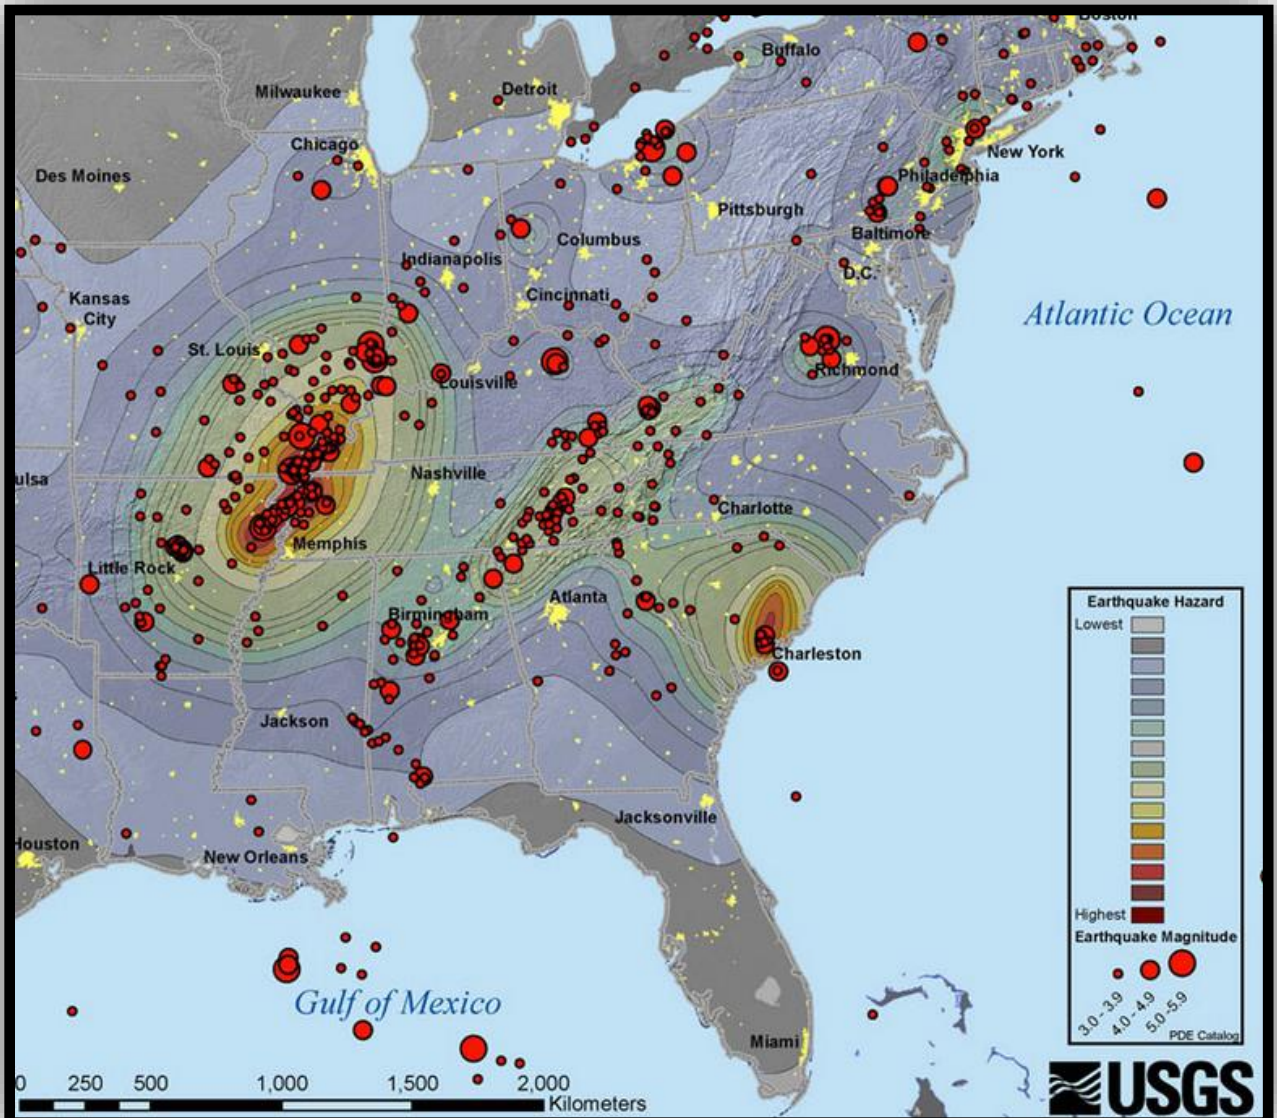 Boston
Buffalo
Milwaukee
Detroit
Chicago
New York
Des Moines
Philadelphia
Pittsburgh
Columbus
Baltimore
Indianapolis
D.C.
Cincinnati
Kansas
City
Atlantic Ocean
St. Louis
Richmond
Louisville
Nashville
ulsa
Charlotte
Memphis
Little Rock
Atlanta
Birmingham
Charleston
Jackson
Jacksonville
Houston
New Orleans
Gulf of Mexico
Miami
0 250 500 1,000 1,500 2,000
Kilometers
Earthquake Hazard
Lowest
Highest
Earthquake Magnitude
3.0 - 3.9
4.0 - 4.9
5.0 -5.9
PDE Catalog
USGS